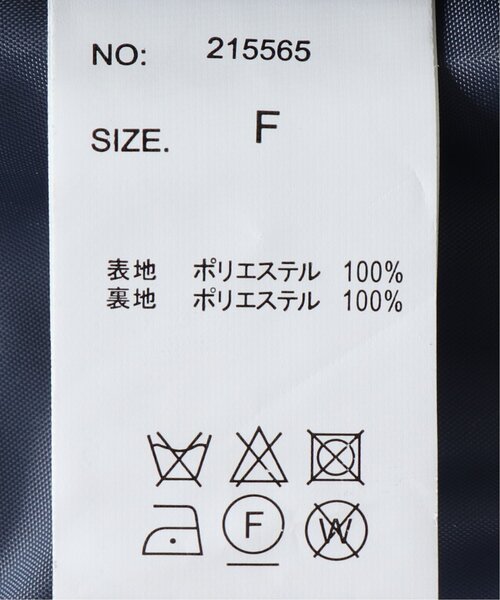 NO: 215565
SIZE. F
表地 ポリエステル 100%
裏地 ポリエステル 100%
F
W